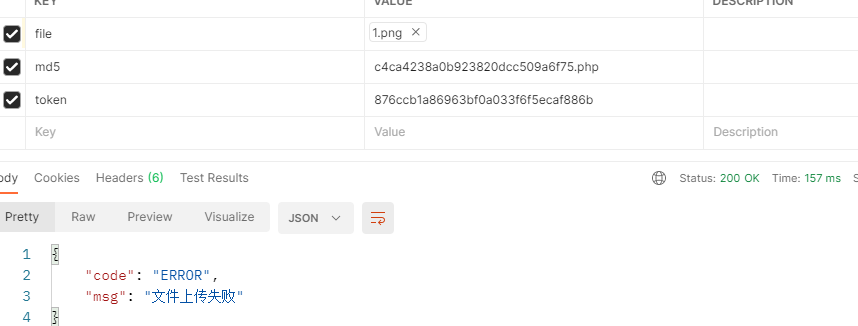 KEY VALUE DESCRIPTION
file 1.png
md5 c4ca4238a0b923820dcc509a6f75.php
token 876ccb1a86963bf0a033f6f5ecaf886b
Key Value Description
ody Cookies Headers (6) Test Results Status: 200 OK Time: 157 ms S
Pretty Raw Preview Visualize JSON
1 {
2 "code": "ERROR",
3 "msg": "文件上传失败"
4 }